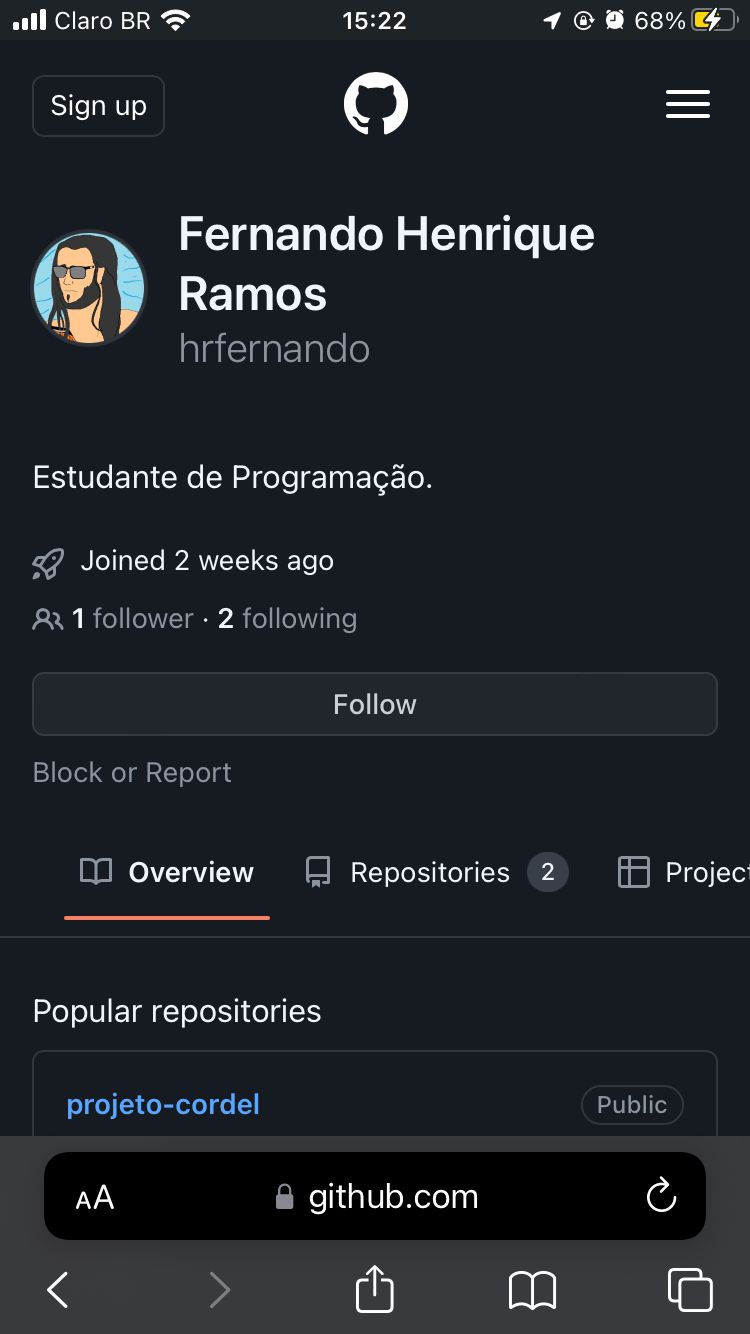 Claro BR 15:22 68%
Sign up
Fernando Henrique
Ramos
hrfernando
Estudante de Programação.
Joined 2 weeks ago
1 follower · 2 following
Follow
Block or Report
Overview Repositories 2 Project
Popular repositories
projeto-cordel Public
AA github.com